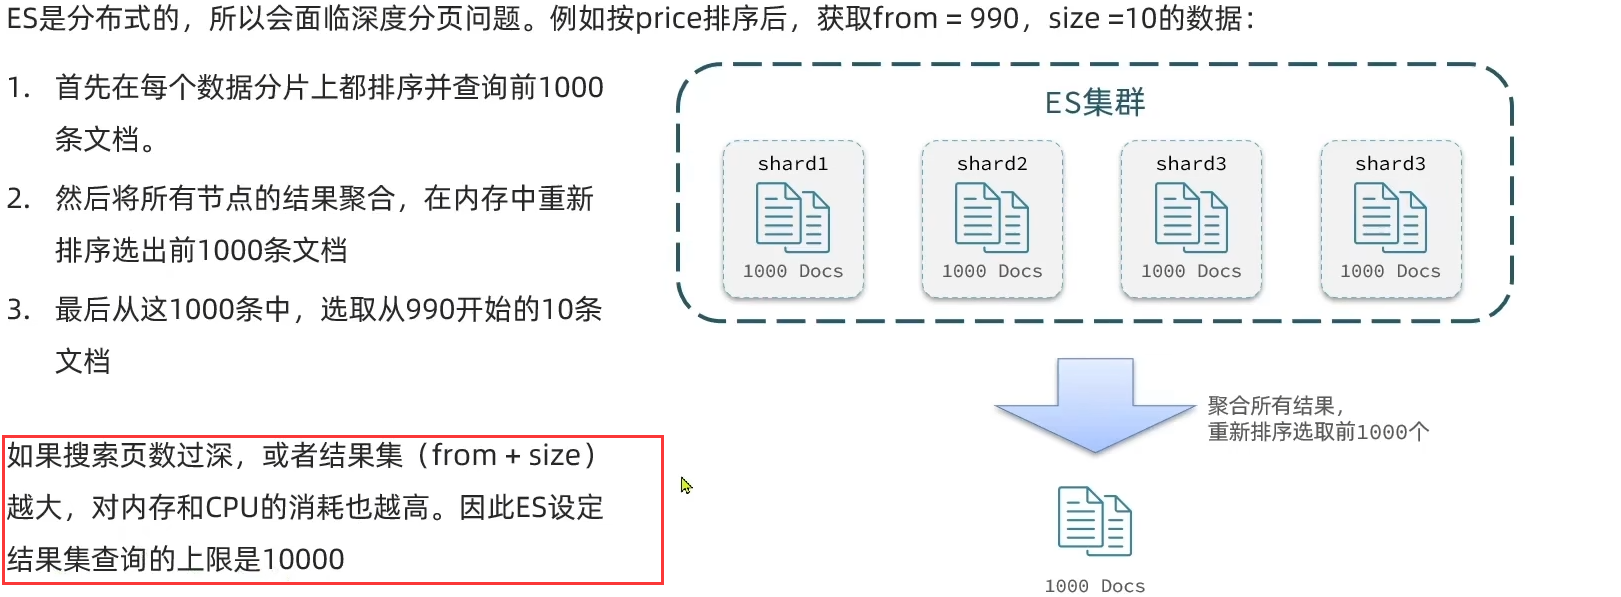 ES是分布式的，所以会面临深度分页问题。例如按price排序后，获取from = 990，size =10的数据：
1. 首先在每个数据分片上都排序并查询前1000
条文档。
2. 然后将所有节点的结果聚合，在内存中重新
排序选出前1000条文档
3. 最后从这1000条中，选取从990开始的10条
文档
如果搜索页数过深，或者结果集（from + size）
越大，对内存和CPU的消耗也越高。因此ES设定
结果集查询的上限是10000
ES集群
shard1
1000 Docs
shard2
1000 Docs
shard3
1000 Docs
shard3
1000 Docs
聚合所有结果，
重新排序选取前1000个
1000 Docs